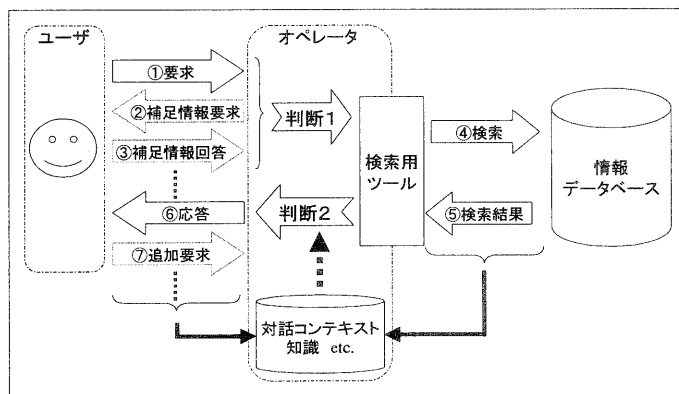 ユーザ
オペレータ
①要求
②補足情報要求
③補足情報回答
判断1
検索用
ツール
④検索
情報
データベース
⑤検索結果
判断2
⑥応答
⑦追加要求
対話コンテキスト
知識 etc.